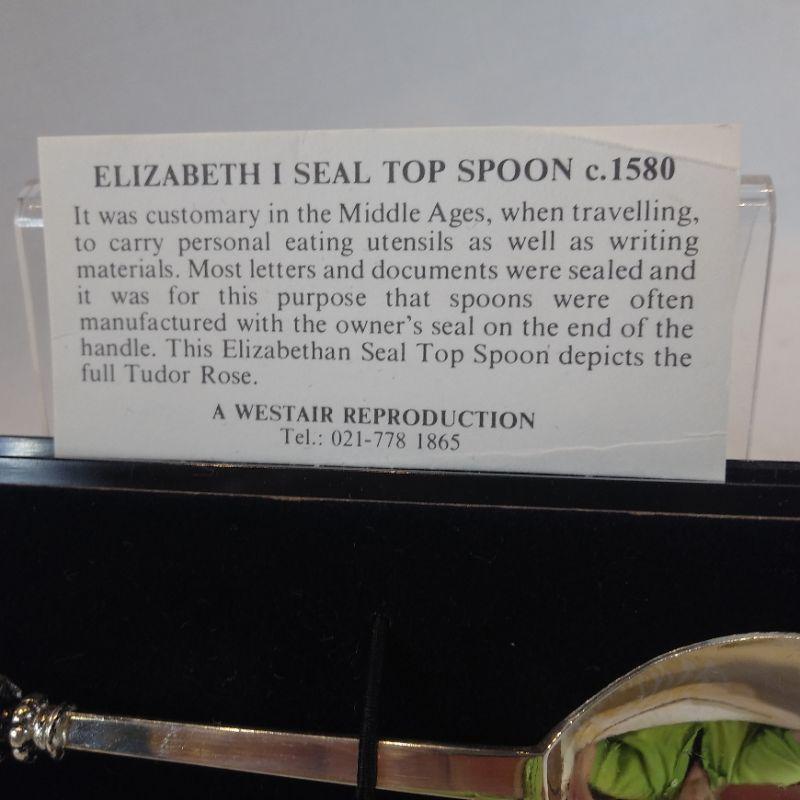 ELIZABETH I SEAL TOP SPOON c.1580
It was customary in the Middle Ages, when travelling,
to carry personal eating utensils as well as writing
materials. Most letters and documents were sealed and
it was for this purpose that spoons were often
manufactured with the owner's seal on the end of the
handle. This Elizabethan Seal Top Spoon depicts the
full Tudor Rose.
A WESTAIR REPRODUCTION
Tel.: 021-778 1865